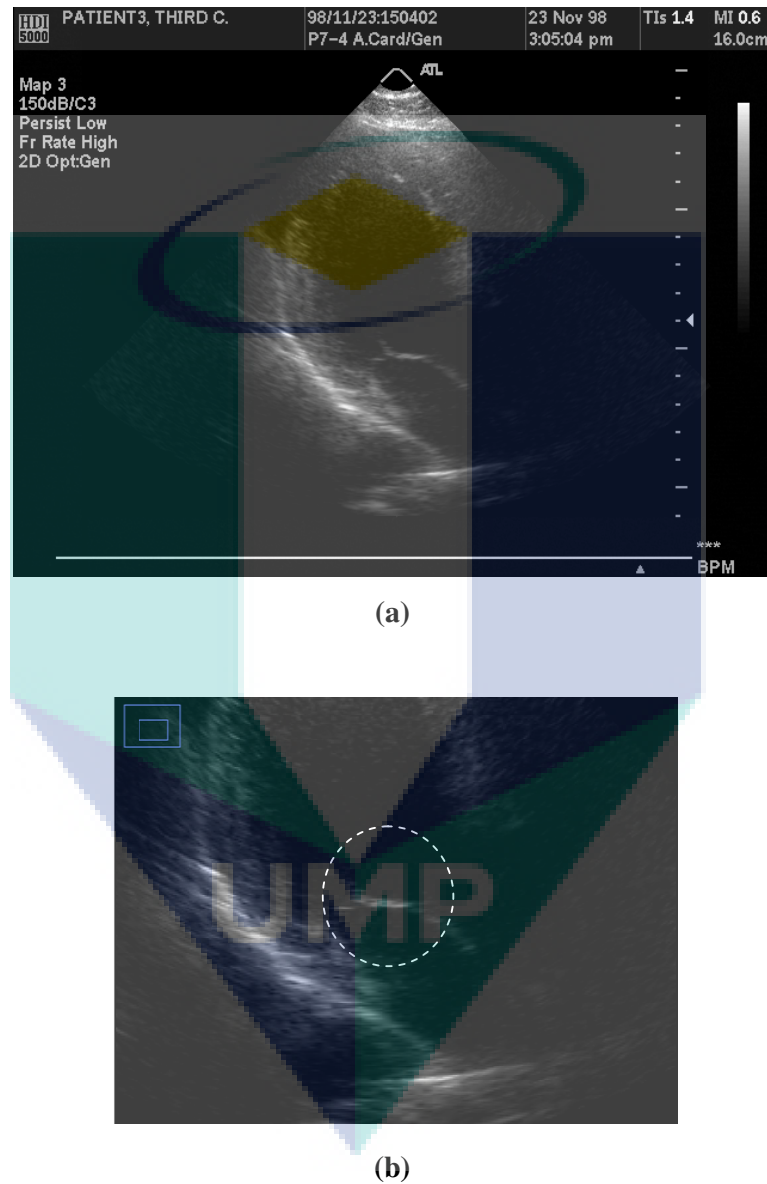 HDI 5000
PATIENT3, THIRD C.
98/11/23:150402
P7-4 A.Card/Gen
23 Nov 98
3:05:04 pm
TIs 1.4
MI 0.6
16.0cm
ATL
Map 3
150dB/C3
Persist Low
Fr Rate High
2D Opt:Gen
***
BPM
(a)
UMP
(b)